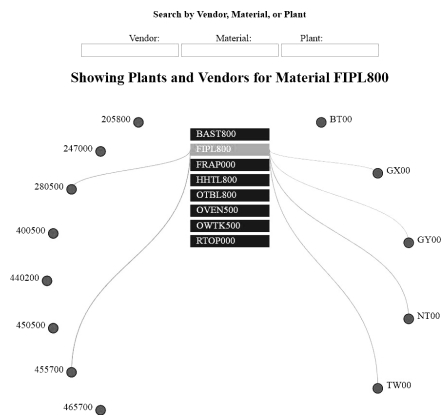 Search by Vendor, Material, or Plant
Vendor: Material: Plant:
Showing Plants and Vendors for Material FIPL800
205800
247000
280500
400500
440200
450500
455700
465700
BAST800
FIPL800
FRAP000
HHTL800
OTBL800
OVEN500
OWTK500
RTOP000
BT00
GX00
GY00
NT00
TW00